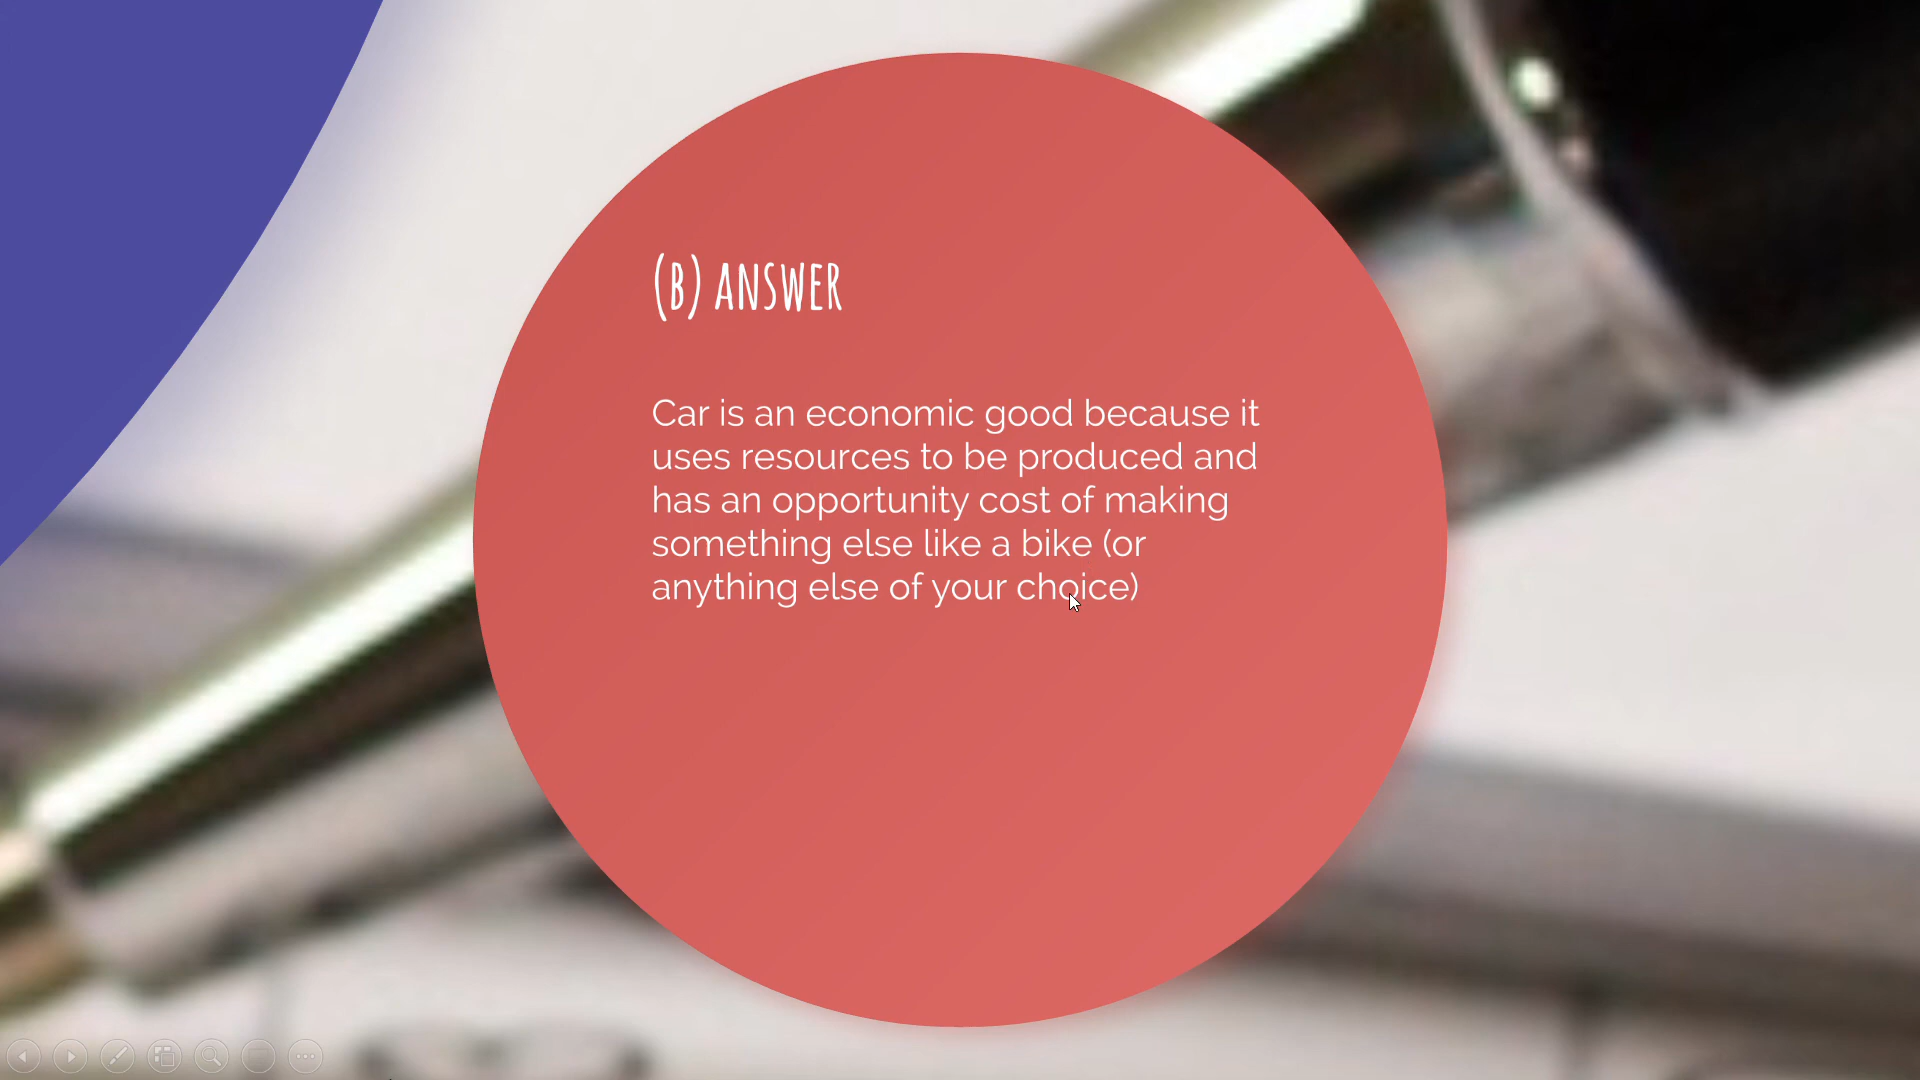 (B) ANSWER
Car is an economic good because it
uses resources to be produced and
has an opportunity cost of making
something else like a bike (or
anything else of your choice)